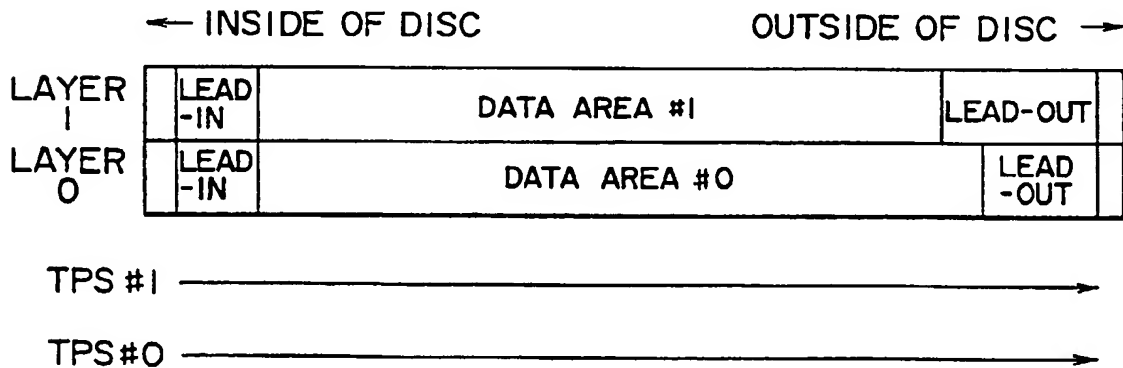 ← INSIDE OF DISC OUTSIDE OF DISC →
LAYER 1 LEAD-IN DATA AREA #1 LEAD-OUT
LAYER 0 LEAD-IN DATA AREA #0 LEAD-OUT
TPS #1
TPS #0